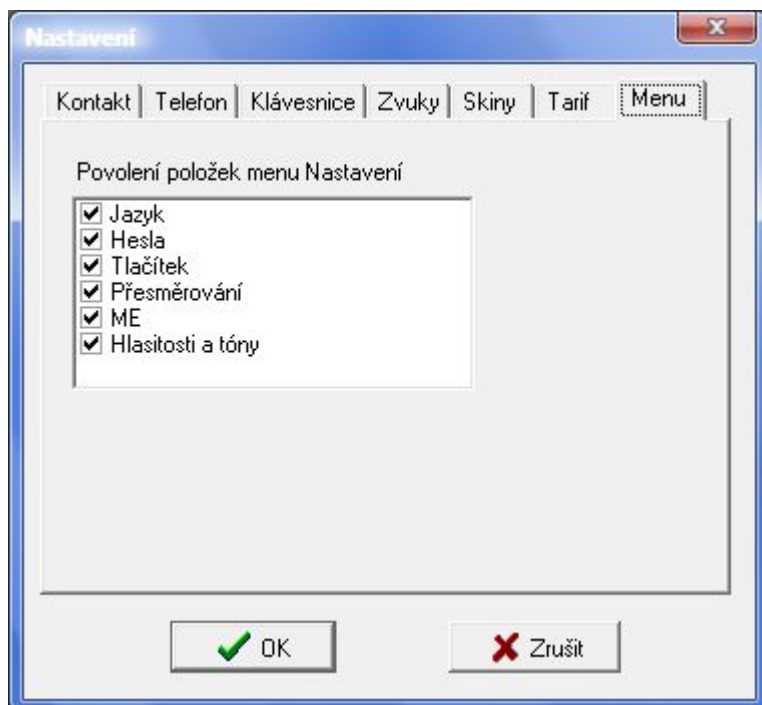 Nastavení
Kontakt Telefon Klávesnice Zvuky Skiny Tarif Menu
Povolení položek menu Nastavení
Jazyk
Hesla
Tlačítek
Přesměrování
ME
Hlasitosti a tóny
OK Zrušit